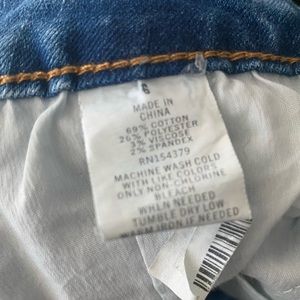 6
MADE IN
CHINA
69% COTTON
26% POLYESTER
3% VISCOSE
2% SPANDEX
RN154379
MACHINE WASH COLD
WITH LIKE COLORS
ONLY NON-CHLORINE
BLEACH
WHEN NEEDED
TUMBLE DRY LOW
WARM IRON IF NEEDED